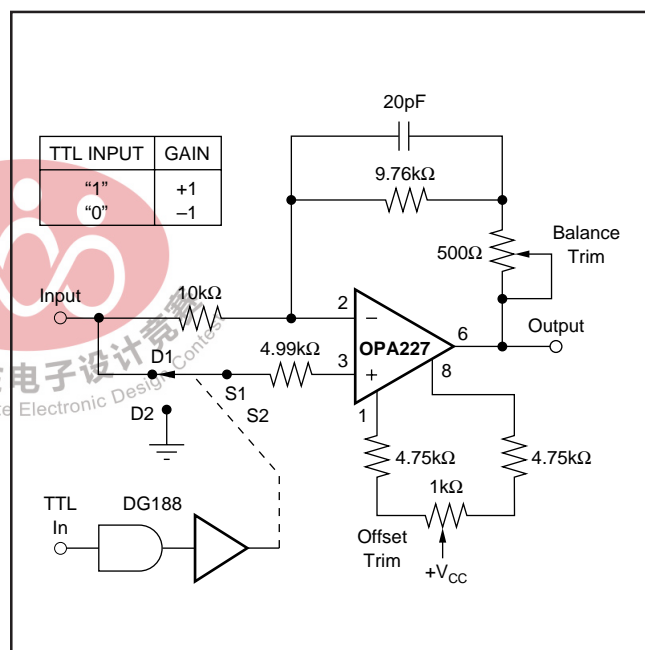 20pF
TTL INPUT GAIN
"1" +1
"0" –1
9.76kΩ
500Ω
Balance
Trim
Input
10kΩ
2
–
6
Output
OPA227
4.99kΩ
3
+
8
D1
S1
S2
D2
1
4.75kΩ
4.75kΩ
1kΩ
TTL
In
DG188
Offset
Trim
+VCC
电子设计竞赛
Electronic Design Contest